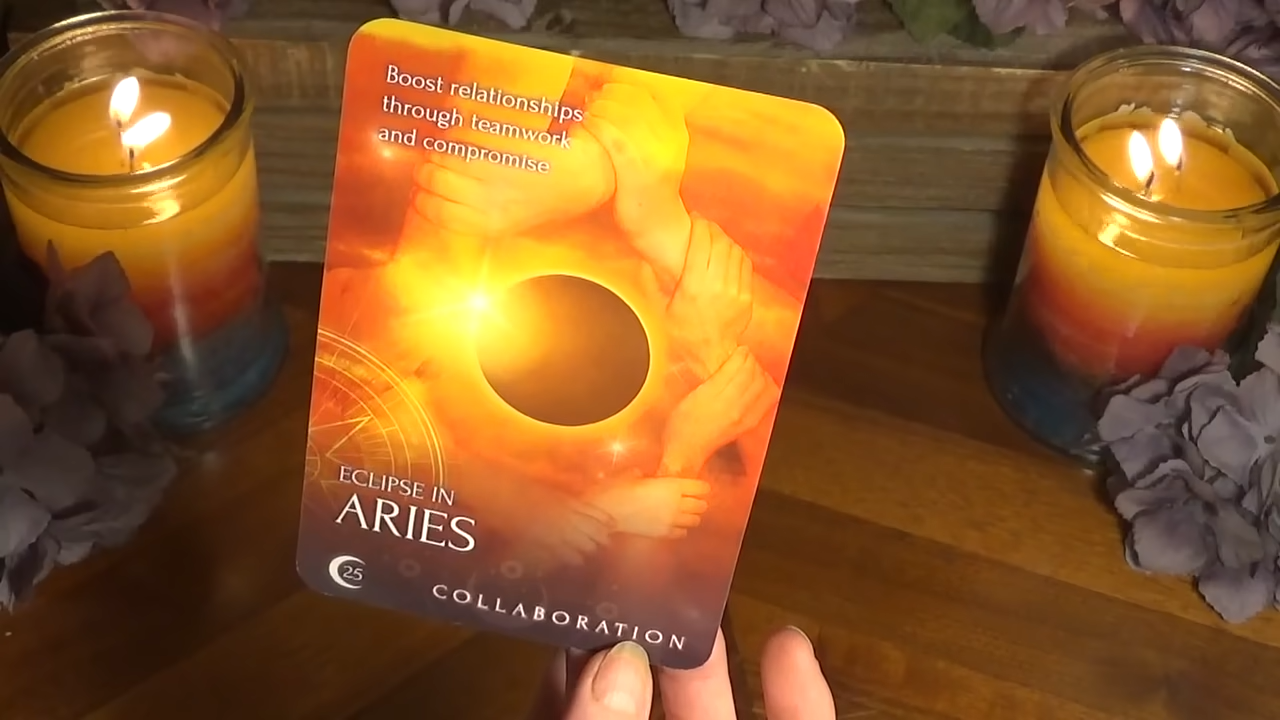 Boost relationships
through teamwork
and compromise
ECLIPSE IN
ARIES
25
COLLABORATION